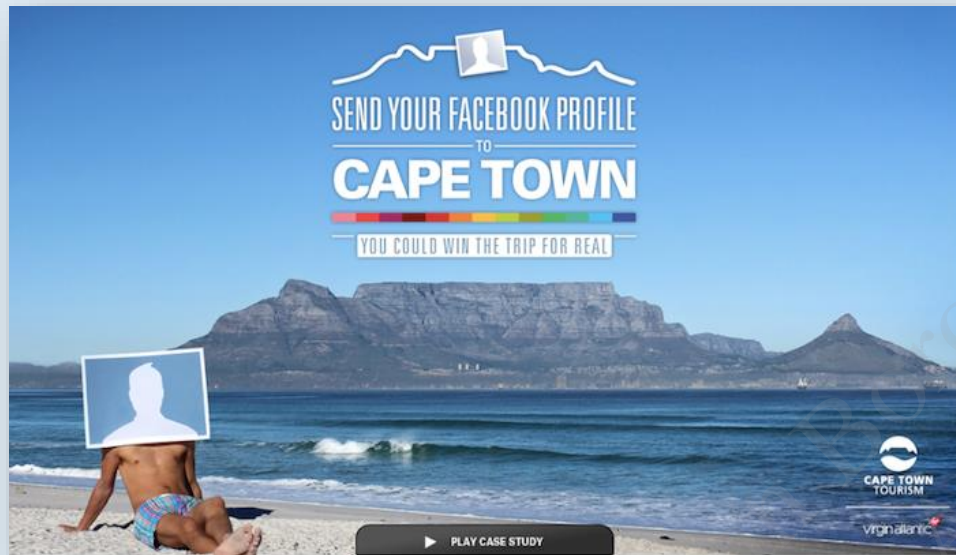 SEND YOUR FACEBOOK PROFILE
TO
CAPE TOWN
YOU COULD WIN THE TRIP FOR REAL
CAPE TOWN
TOURISM
virgin atlantic
PLAY CASE STUDY